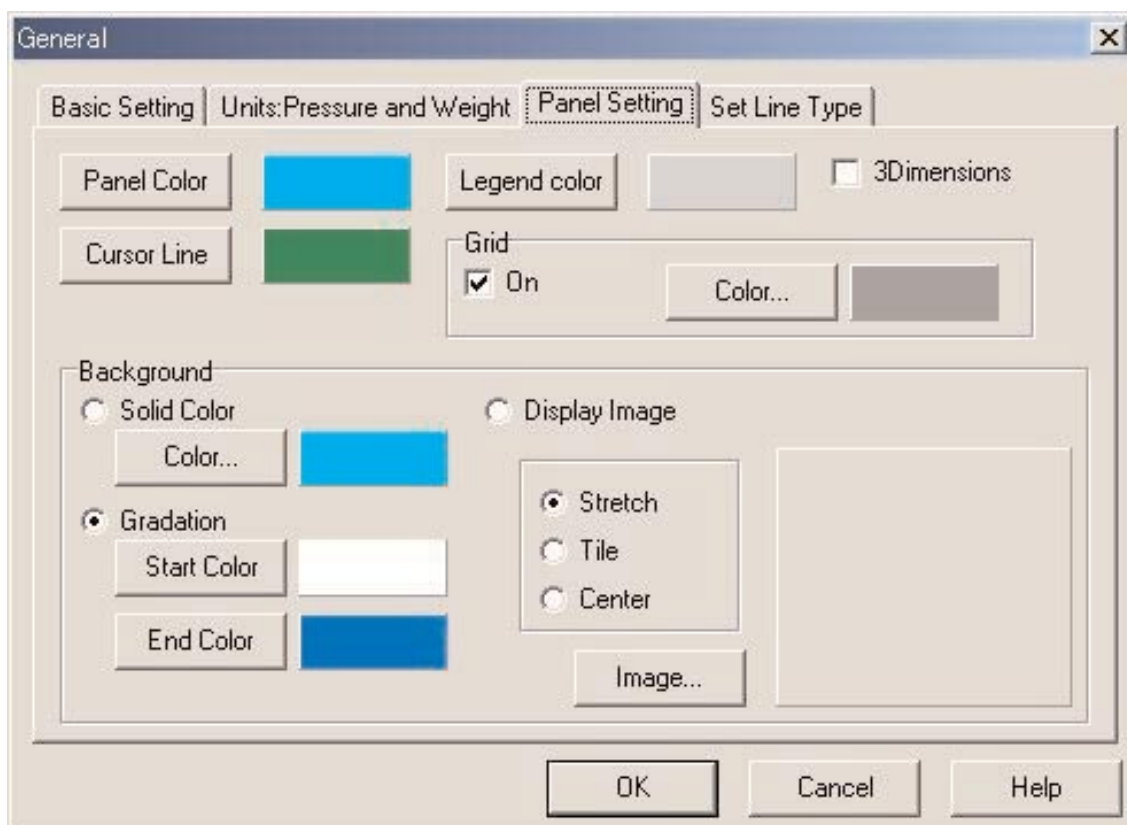 General
Basic Setting Units:Pressure and Weight Panel Setting Set Line Type
Panel Color Legend color 3Dimensions
Cursor Line Grid
On Color...
Background
Solid Color Display Image
Color...
Stretch
Gradation
Start Color Tile
Center
End Color
Image...
OK Cancel Help